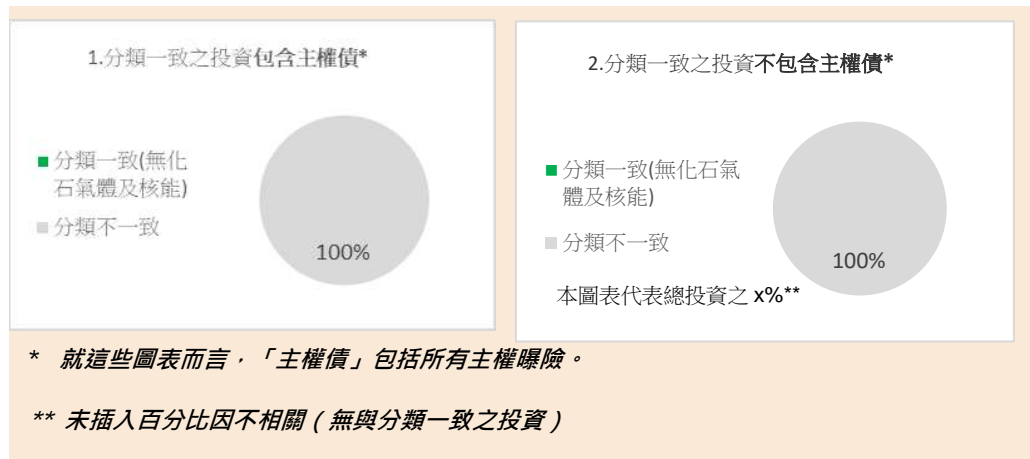 1.分類一致之投資包含主權債*
分類一致(無化
石氣體及核能)
分類不一致
100%
2.分類一致之投資不包含主權債*
分類一致(無化石氣
體及核能)
分類不一致
100%
本圖表代表總投資之 x%**
* 就這些圖表而言，「主權債」包括所有主權曝險。
** 未插入百分比因不相關（無與分類一致之投資）